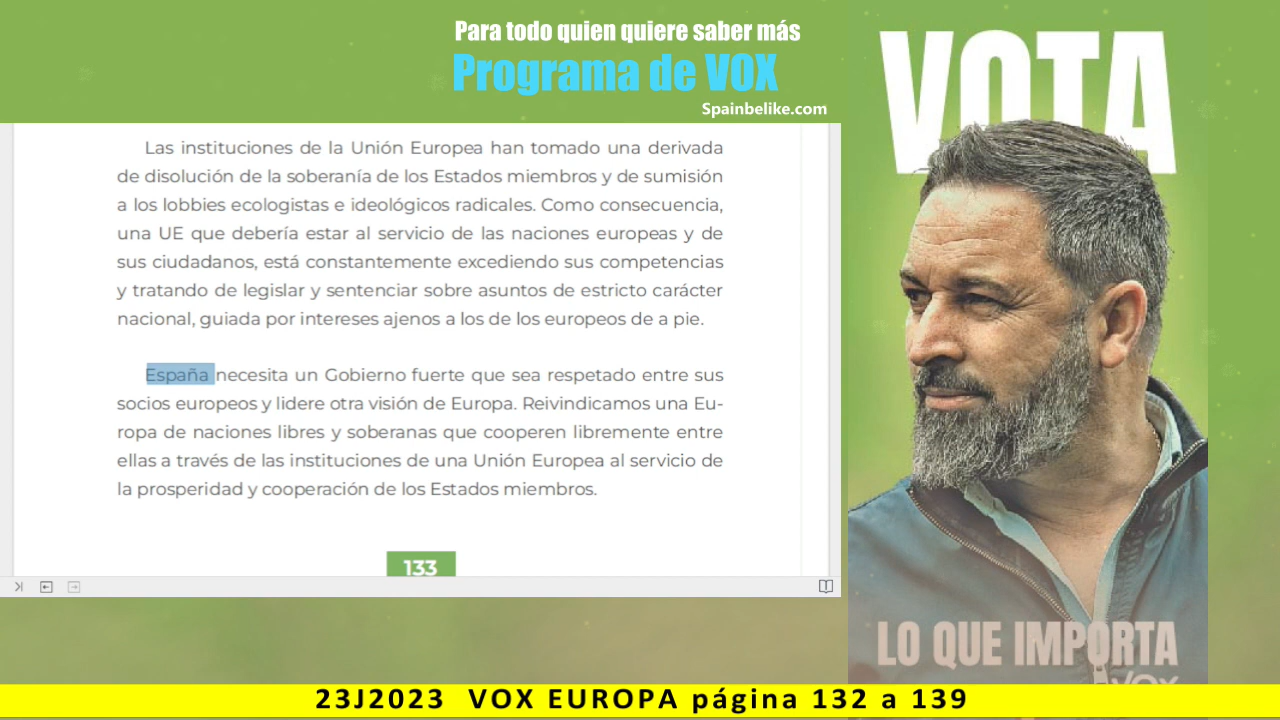 Para todo quien quiere saber más
Programa de VOX
Spainbelike.com
VOTA
Las instituciones de la Unión Europea han tomado una derivada
de disolución de la soberanía de los Estados miembros y de sumisión
a los lobbies ecologistas e ideológicos radicales. Como consecuencia,
una UE que debería estar al servicio de las naciones europeas y de
sus ciudadanos, está constantemente excediendo sus competencias
y tratando de legislar y sentenciar sobre asuntos de estricto carácter
nacional, guiada por intereses ajenos a los de los europeos de a pie.
España necesita un Gobierno fuerte que sea respetado entre sus
socios europeos y lidere otra visión de Europa. Reivindicamos una Eu-
ropa de naciones libres y soberanas que cooperen libremente entre
ellas a través de las instituciones de una Unión Europea al servicio de
la prosperidad y cooperación de los Estados miembros.
133
LO QUE IMPORTA
VOX
23J2023 VOX EUROPA página 132 a 139